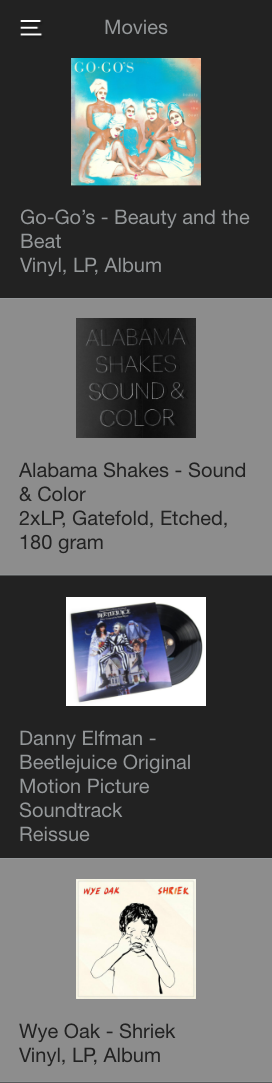 Movies
GO-GO'S
Go-Go's - Beauty and the
Beat
Vinyl, LP, Album
ALABAMA
SHAKES
SOUND &
COLOR
Alabama Shakes - Sound
& Color
2xLP, Gatefold, Etched,
180 gram
Danny Elfman -
Beetlejuice Original
Motion Picture
Soundtrack
Reissue
WYE OAK SHRIEK
Wye Oak - Shriek
Vinyl, LP, Album